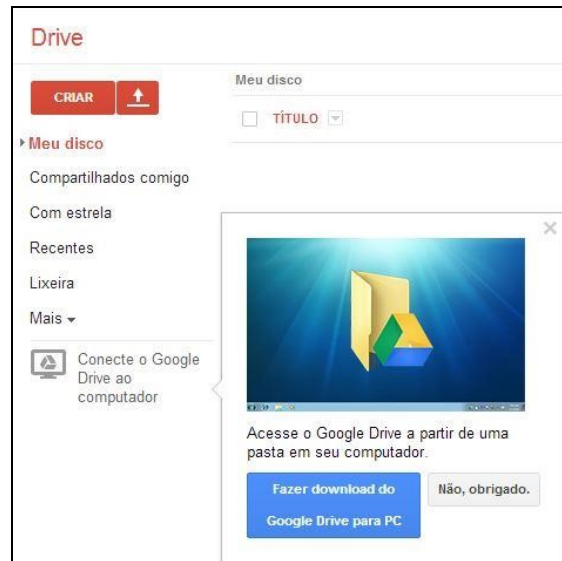 Drive
CRIAR
Meu disco
TÍTULO
Meu disco
Compartilhados comigo
Com estrela
Recentes
Lixeira
Mais
Conecte o Google
Drive ao
computador
Acesse o Google Drive a partir de uma
pasta em seu computador.
Fazer download do
Google Drive para PC
Não, obrigado.